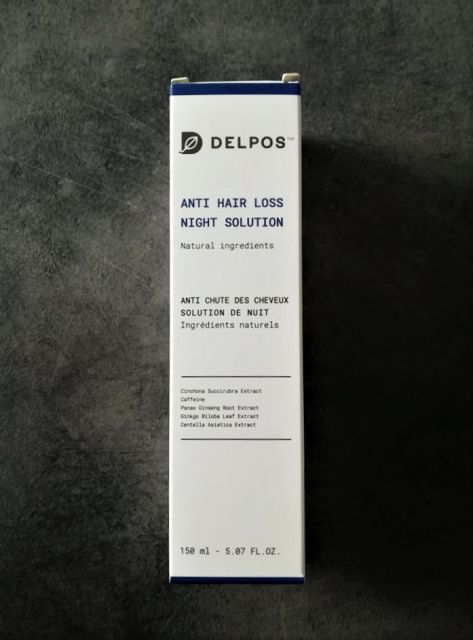 DELPOS™
ANTI HAIR LOSS
NIGHT SOLUTION
Natural ingredients
ANTI CHUTE DES CHEVEUX
SOLUTION DE NUIT
Ingrédients naturels
Cinchona Succirubra Extract
Caffeine
Panax Ginseng Root Extract
Ginkgo Biloba Leaf Extract
Centella Asiatica Extract
150 ml - 5.07 FL.OZ.